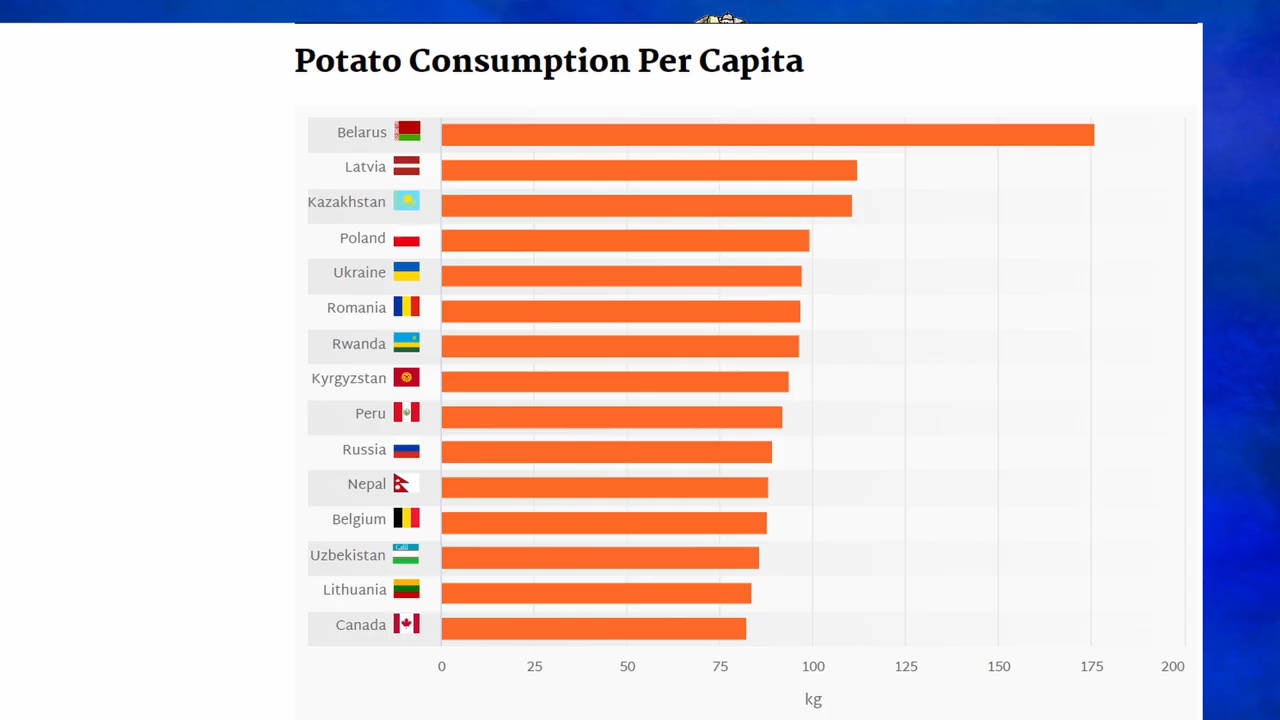 Potato Consumption Per Capita
Belarus
Latvia
Kazakhstan
Poland
Ukraine
Romania
Rwanda
Kyrgyzstan
Peru
Russia
Nepal
Belgium
Uzbekistan
Lithuania
Canada
0 25 50 75 100 125 150 175 200
kg